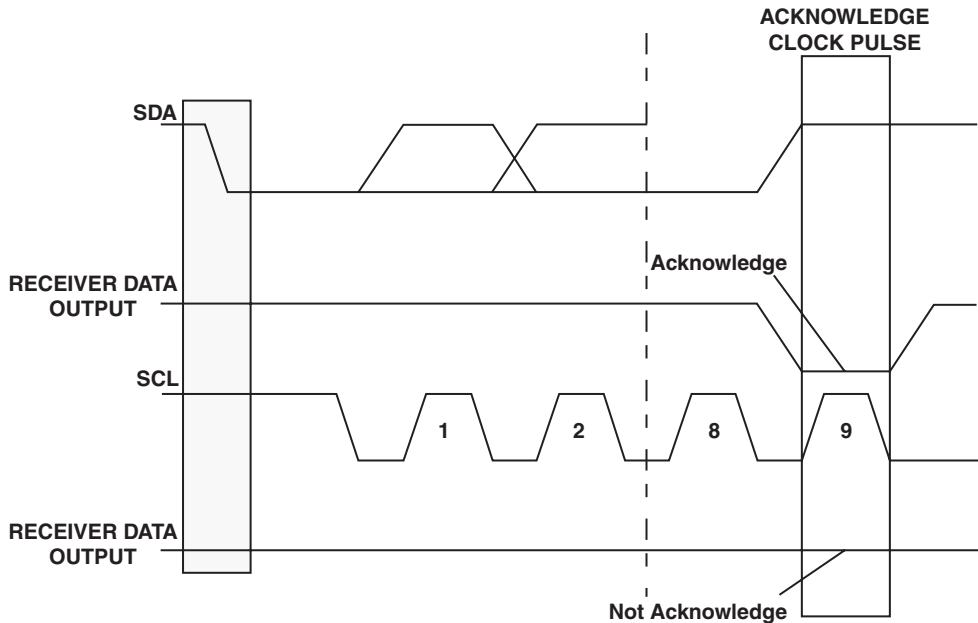 ACKNOWLEDGE
CLOCK PULSE
SDA
Acknowledge
RECEIVER DATA
OUTPUT
SCL
1
2
8
9
RECEIVER DATA
OUTPUT
Not Acknowledge